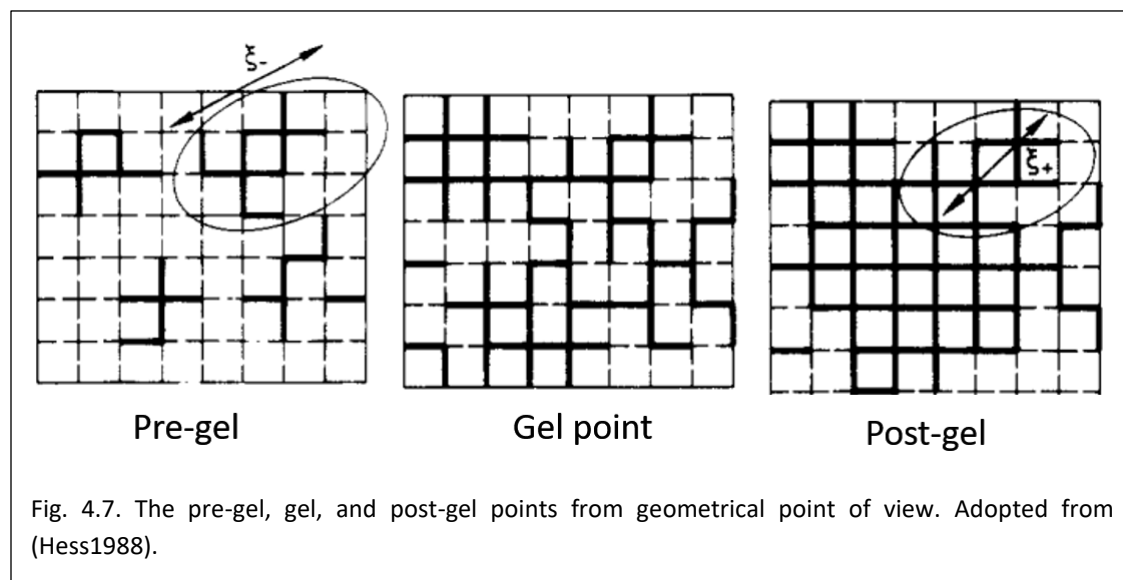 ξ-
ξ+
Pre-gel
Gel point
Post-gel
Fig. 4.7. The pre-gel, gel, and post-gel points from geometrical point of view. Adopted from
(Hess1988).